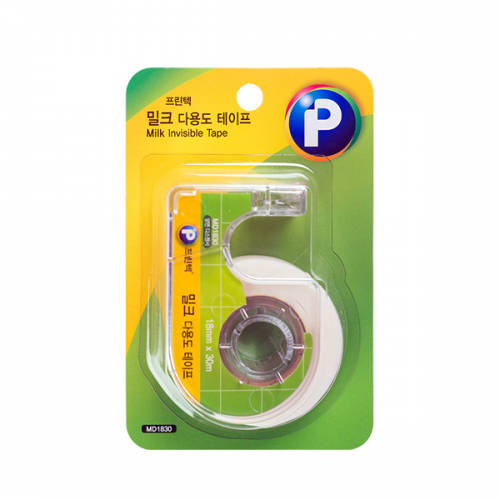 프린텍
밀크 다용도 테이프
Milk Invisible Tape
P
MD1830
P 프린텍
밀크 다용도 테이프
18mm x 30m
MD1830